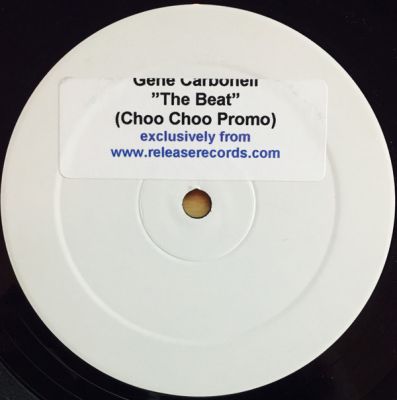 Gene Carbonell
”The Beat”
(Choo Choo Promo)
exclusively from
www.releaserecords.com